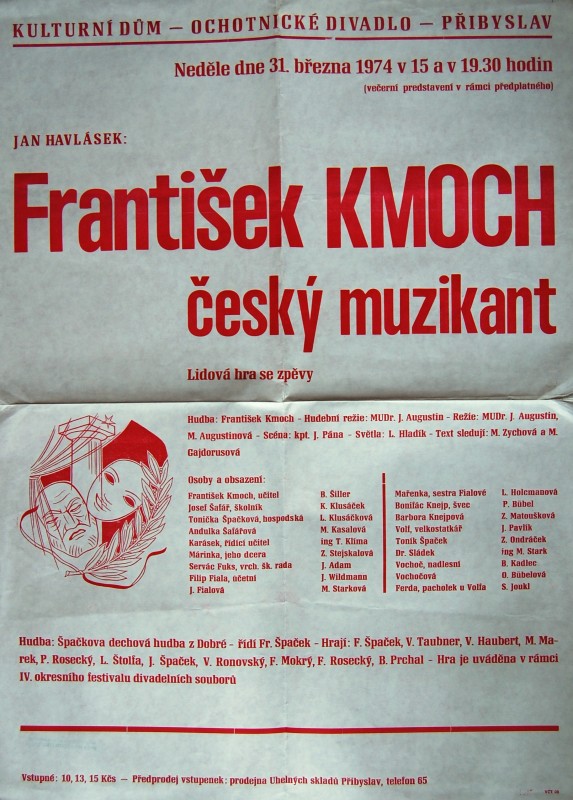 KULTURNÍ DŮM – OCHOTNICKÉ DIVADLO – PŘIBYSLAV
Neděle dne 31. března 1974 v 15 a v 19.30 hodin
(večerní představení v rámci předplatného)
JAN HAVLÁSEK:
František KMOCH
český muzikant
Lidová hra se zpěvy
Hudba: František Kmoch - Hudební režie: MUDr. J. Augustin - Režie: MUDr. J. Augustin,
M. Augustinová - Scéna: kpt. J. Pána - Světla: L. Hladík - Text sledují: M. Zychová a M.
Gajdorusová
Osoby a obsazení:
František Kmoch, učitel B. Šiller
Josef Šafář, školník K. Klusáček
Tonička Špačková, hospodská L. Klusáčková
Andulka Šafářová M. Kasalová
Karásek, řídící učitel ing T. Klíma
Márinka, jeho dcera Z. Stejskalová
Servác Fuks, vrch. šk. rada J. Adam
Filip Fiala, účetní J. Wildmann
J. Fialová M. Starková
Mařenka, sestra Fialové L. Holcmanová
Bonifác Knejp, švec P. Bübel
Barbora Knejpová Z. Matoušková
Volf, velkostatkář J. Pavlík
Toník Špaček Z. Ondráček
Dr. Sládek ing M. Stark
Vochoč, nadlesní B. Kadlec
Vochočová O. Bübelová
Ferda, pacholek u Volfa S. Joukl
Hudba: Špačkova dechová hudba z Dobré - řídí Fr. Špaček - Hrají: F. Špaček, V. Taubner, V. Haubert, M. Ma-
rek, P. Rosecký, L. Štolfa, J. Špaček, V. Ronovský, F. Mokrý, F. Rosecký, B. Prchal - Hra je uváděna v rámci
IV. okresního festivalu divadelních souborů
Vstupné: 10, 13, 15 Kčs – Předprodej vstupenek: prodejna Uhelných skladů Přibyslav, telefon 65